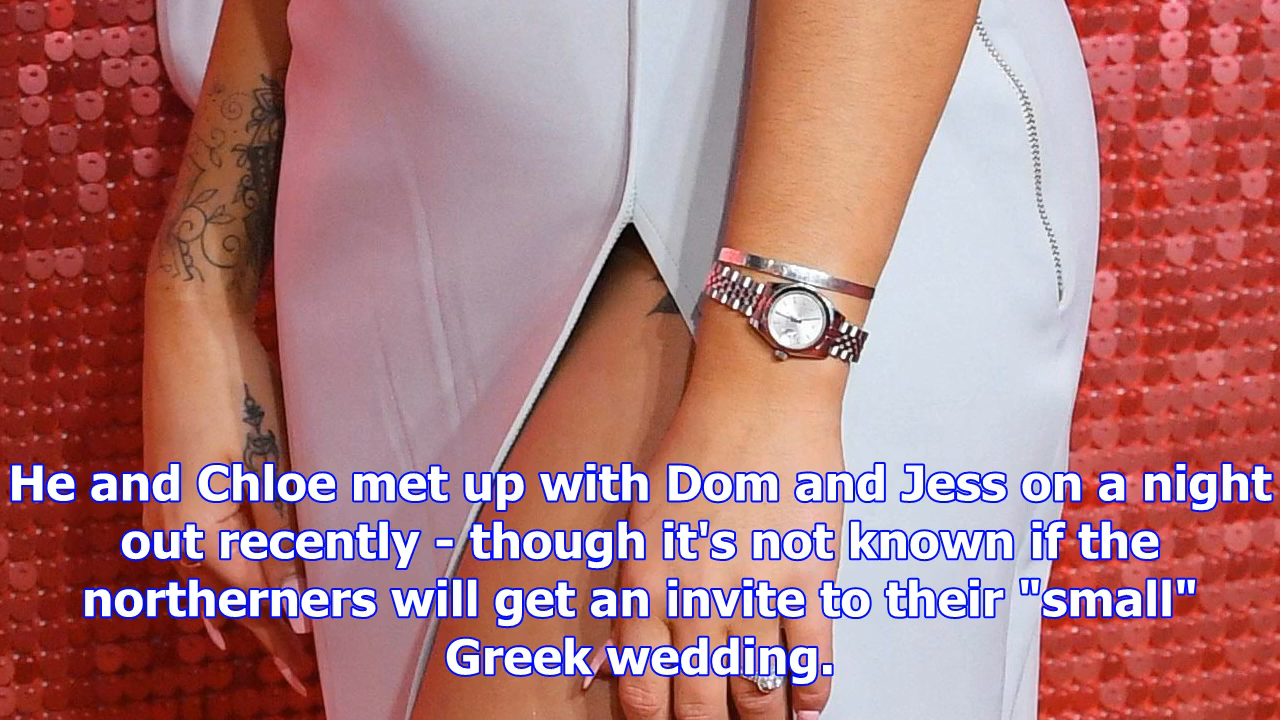 He and Chloe met up with Dom and Jess on a night
out recently - though it's not known if the
northerners will get an invite to their "small"
Greek wedding.